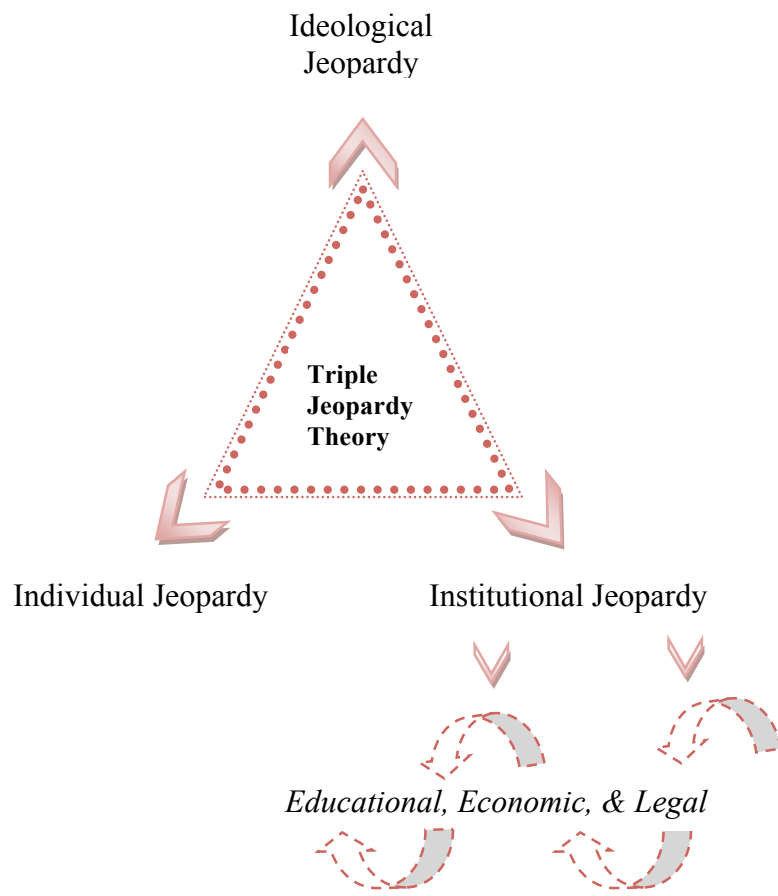 Ideological
Jeopardy
Triple
Jeopardy
Theory
Individual Jeopardy
Institutional Jeopardy
Educational, Economic, & Legal